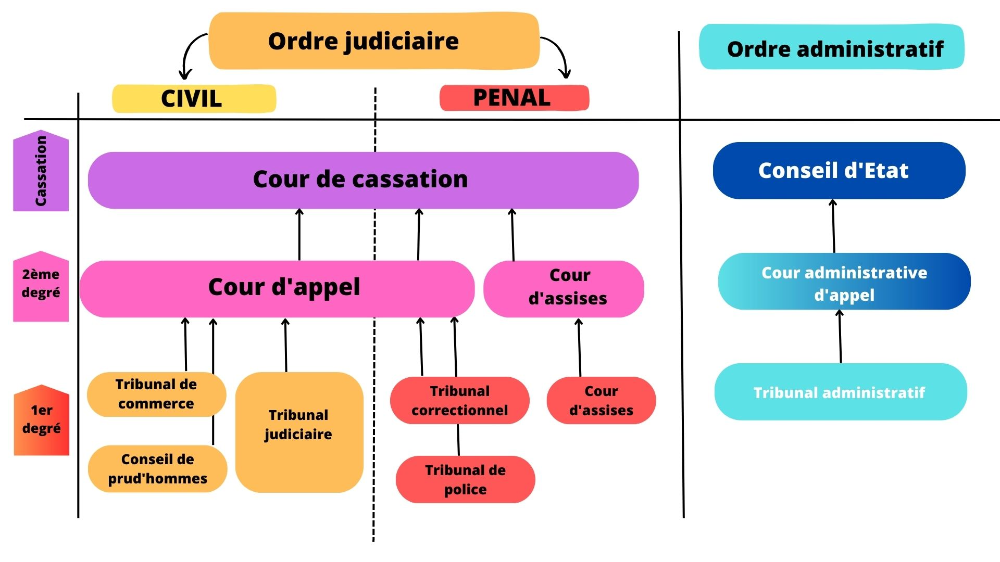 Ordre judiciaire
Ordre administratif
CIVIL
PENAL
Cassation
Cour de cassation
Conseil d'Etat
2ème
degré
Cour d'appel
Cour
d'assises
Cour administrative
d'appel
1er
degré
Tribunal de
commerce
Tribunal
judiciaire
Tribunal
correctionnel
Cour
d'assises
Tribunal administratif
Conseil de
prud'hommes
Tribunal de
police